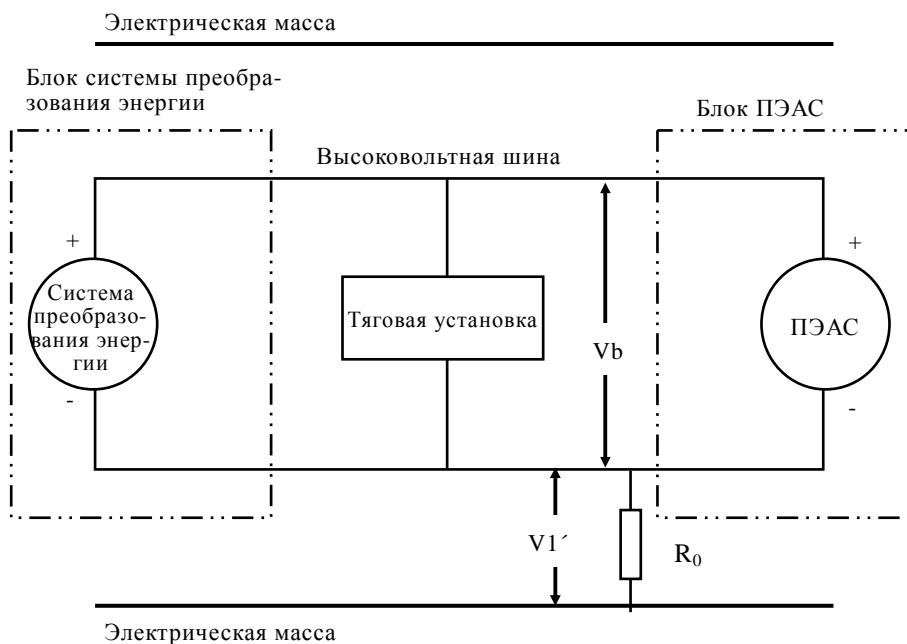 Электрическая масса
Блок системы преобра-
зования энергии
Блок ПЭАС
Высоковольтная шина
+
+
Система
преобразо-
вания энер-
гии
Тяговая установка
Vb
ПЭАС
-
-
V1´
R₀
Электрическая масса